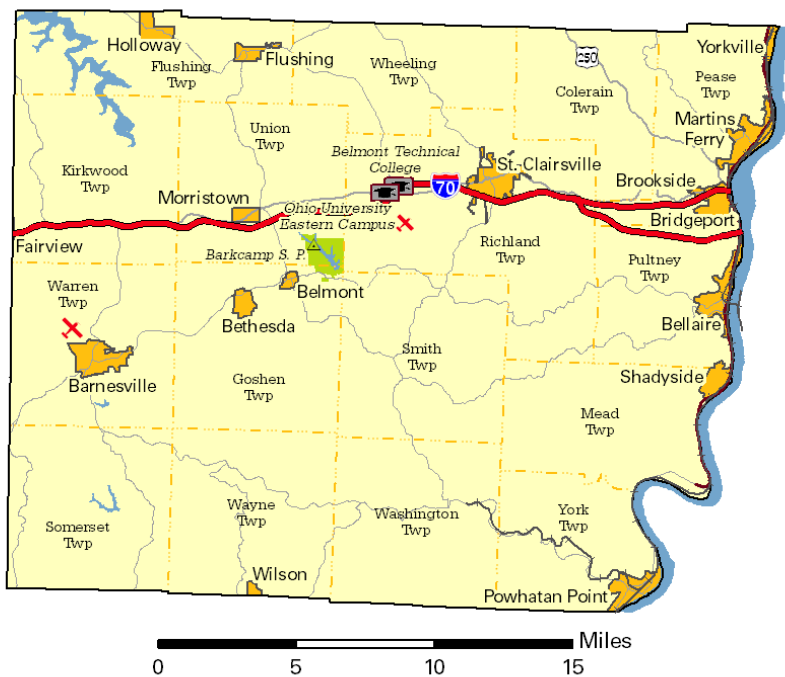 Holloway
Flushing
Twp
Flushing
Wheeling
Twp
250
Yorkville
Colerain
Twp
Pease
Twp
Martins
Ferry
Union
Twp
Belmont Technical
College
St. Clairsville
Kirkwood
Twp
Morristown
70
Brookside
Ohio University
Eastern Campus
Bridgeport
Fairview
Barkcamp S. P.
Richland
Twp
Pultney
Twp
Warren
Twp
Belmont
Bethesda
Bellaire
Smith
Twp
Barnesville
Goshen
Twp
Shadyside
Mead
Twp
Somerset
Twp
Wayne
Twp
Washington
Twp
York
Twp
Wilson
Powhatan Point
Miles
0 5 10 15